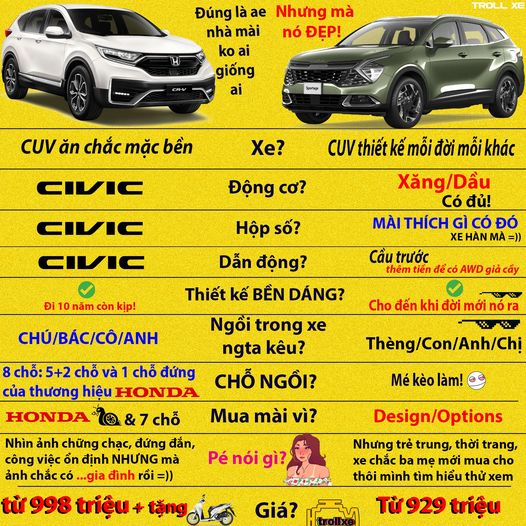 TROLL XE
Đúng là ae
nhà mài
ko ai
giống
ai
Nhưng mà
nó ĐẸP!
CR-V
Sportage
CUV ăn chắc mặc bền
Xe?
CUV thiết kế mỗi đời mỗi khác
CIVIC
Động cơ?
Xăng/Dầu
Có đủ!
CIVIC
Hộp số?
MÀI THÍCH GÌ CÓ ĐÓ
XE HÀN MÀ =))
CIVIC
Dẫn động?
Cầu trước
thêm tiền để có AWD giả cầy
Đi 10 năm còn kịp!
Thiết kế BỀN DÁNG?
Cho đến khi đời mới nó ra
CHÚ/BÁC/CÔ/ANH
Ngồi trong xe
ngta kêu?
Thèng/Con/Anh/Chị
8 chỗ: 5+2 chỗ và 1 chỗ đứng
của thương hiệu HONDA
CHỖ NGỒI?
Mé kèo làm!
HONDA & 7 chỗ
Mua mài vì?
Design/Options
Nhìn ảnh chững chạc, đứng đắn,
công việc ổn định NHƯNG mà
ảnh chắc có ...gia đình rồi =))
Pé nói gì?
Nhưng trẻ trung, thời trang,
xe chắc ba mẹ mới mua cho
thôi mình tìm hiểu thử xem
từ 998 triệu + tặng
Giá?
trollxe
Từ 929 triệu